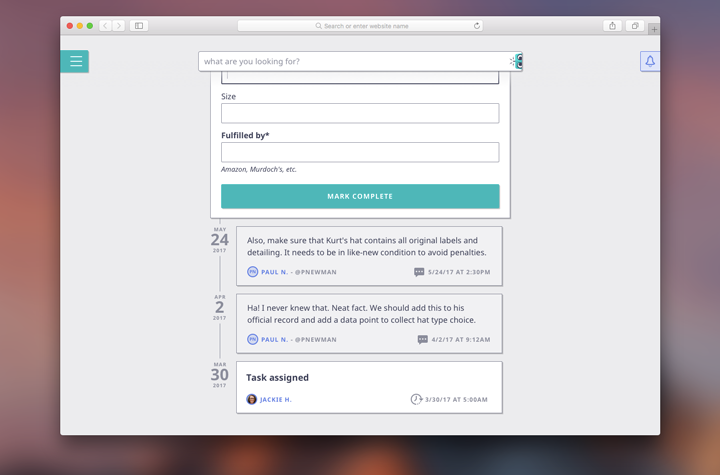 Search or enter website name
what are you looking for?
Size
Fulfilled by*
Amazon, Murdoch's, etc.
MARK COMPLETE
MAY
24
2017
Also, make sure that Kurt's hat contains all original labels and
detailing. It needs to be in like-new condition to avoid penalties.
PN PAUL N. - @PNEWMAN 5/24/17 AT 2:30PM
APR
2
2017
Ha! I never knew that. Neat fact. We should add this to his
official record and add a data point to collect hat type choice.
PN PAUL N. - @PNEWMAN 4/2/17 AT 9:12AM
MAR
30
2017
Task assigned
JACKIE H. 3/30/17 AT 5:00AM